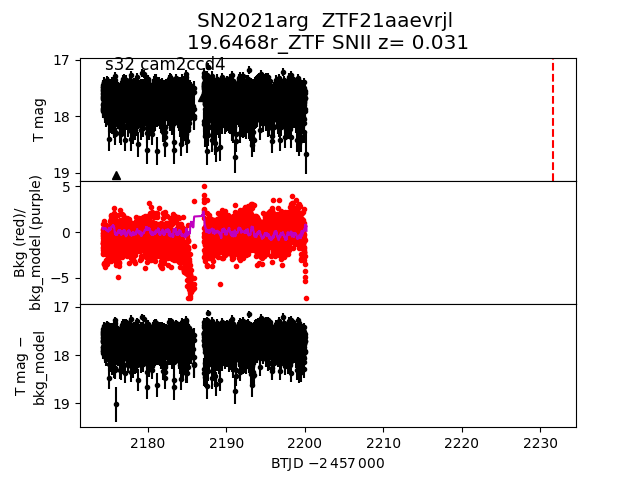 SN2021arg  ZTF21aaevrjl
19.6468r_ZTF SNII z= 0.031
s32 cam2ccd4
17
18
19
T mag
5
0
−5
Bkg (red)/
bkg_model (purple)
17
18
19
T mag −
bkg_model
2180 2190 2200 2210 2220 2230
BTJD −2 457 000